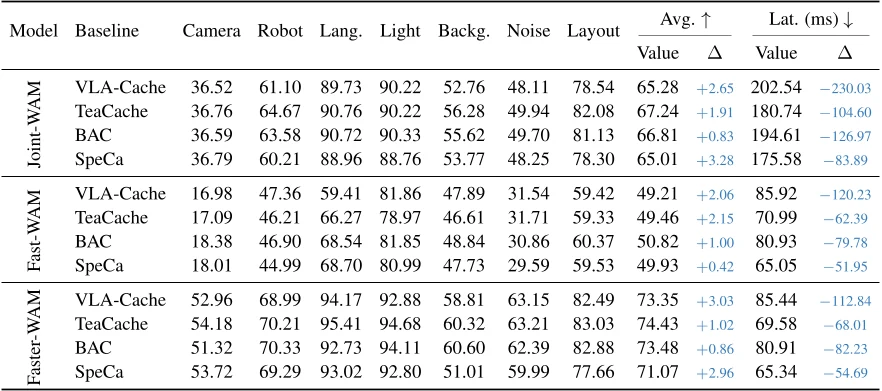 Model Baseline Camera Robot Lang. Light Backg. Noise Layout Avg. ↑ Lat. (ms) ↓
Value Δ Value Δ
Joint-WAM
VLA-Cache 36.52 61.10 89.73 90.22 52.76 48.11 78.54 65.28 +2.65 202.54 −230.03
TeaCache 36.76 64.67 90.76 90.22 56.28 49.94 82.08 67.24 +1.91 180.74 −104.60
BAC 36.59 63.58 90.72 90.33 55.62 49.70 81.13 66.81 +0.83 194.61 −126.97
SpeCa 36.79 60.21 88.96 88.76 53.77 48.25 78.30 65.01 +3.28 175.58 −83.89
Fast-WAM
VLA-Cache 16.98 47.36 59.41 81.86 47.89 31.54 59.42 49.21 +2.06 85.92 −120.23
TeaCache 17.09 46.21 66.27 78.97 46.61 31.71 59.33 49.46 +2.15 70.99 −62.39
BAC 18.38 46.90 68.54 81.85 48.84 30.86 60.37 50.82 +1.00 80.93 −79.78
SpeCa 18.01 44.99 68.70 80.99 47.73 29.59 59.53 49.93 +0.42 65.05 −51.95
Faster-WAM
VLA-Cache 52.96 68.99 94.17 92.88 58.81 63.15 82.49 73.35 +3.03 85.44 −112.84
TeaCache 54.18 70.21 95.41 94.68 60.32 63.21 83.03 74.43 +1.02 69.58 −68.01
BAC 51.32 70.33 92.73 94.11 60.60 62.39 82.88 73.48 +0.86 80.91 −82.23
SpeCa 53.72 69.29 93.02 92.80 51.01 59.99 77.66 71.07 +2.96 65.34 −54.69